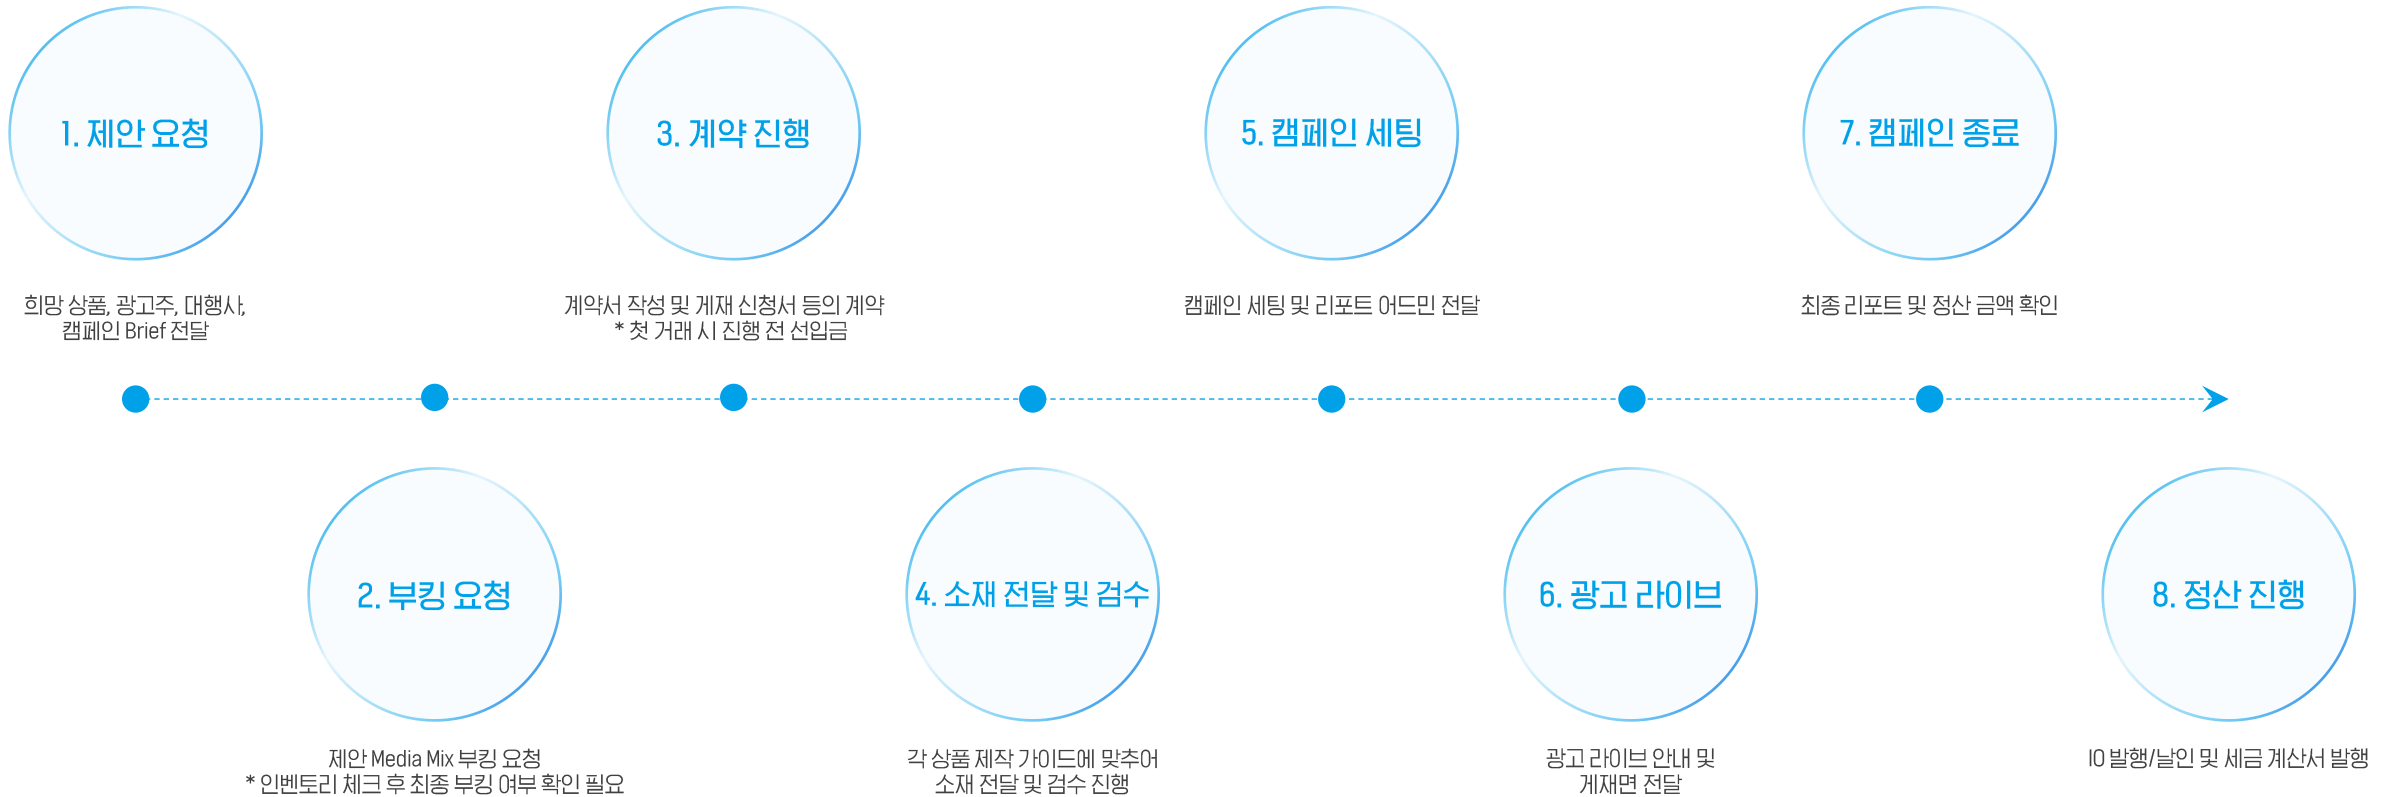 1. 제안 요청
희망 상품, 광고주, 대행사,
캠페인 Brief 전달
2. 부킹 요청
제안 Media Mix 부킹 요청
* 인벤토리 체크 후 최종 부킹 여부 확인 필요
3. 계약 진행
계약서 작성 및 게재 신청서 등의 계약
* 첫 거래 시 진행 전 선입금
4. 소재 전달 및 검수
각 상품 제작 가이드에 맞추어
소재 전달 및 검수 진행
5. 캠페인 세팅
캠페인 세팅 및 리포트 어드민 전달
6. 광고 라이브
광고 라이브 안내 및
게재면 전달
7. 캠페인 종료
최종 리포트 및 정산 금액 확인
8. 정산 진행
IO 발행/날인 및 세금 계산서 발행